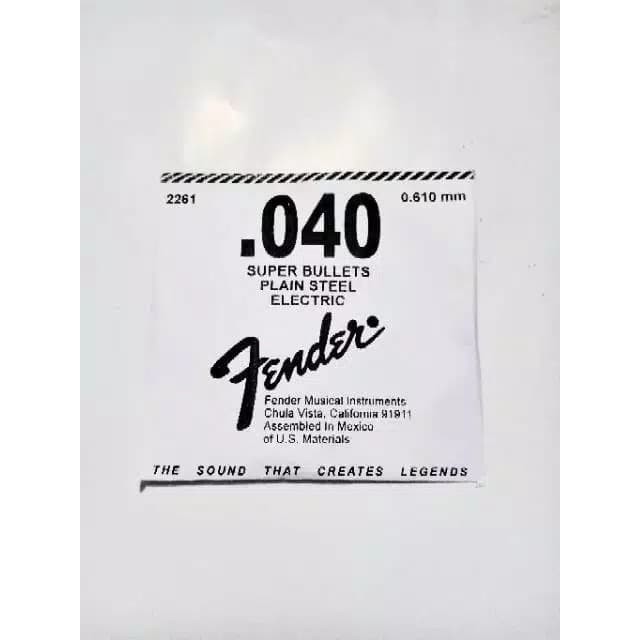 2261
0.610 mm
.040
SUPER BULLETS
PLAIN STEEL
ELECTRIC
Fender
Fender Musical Instruments
Chula Vista, California 91911
Assembled In Mexico
of U.S. Materials
THE SOUND THAT CREATES LEGENDS